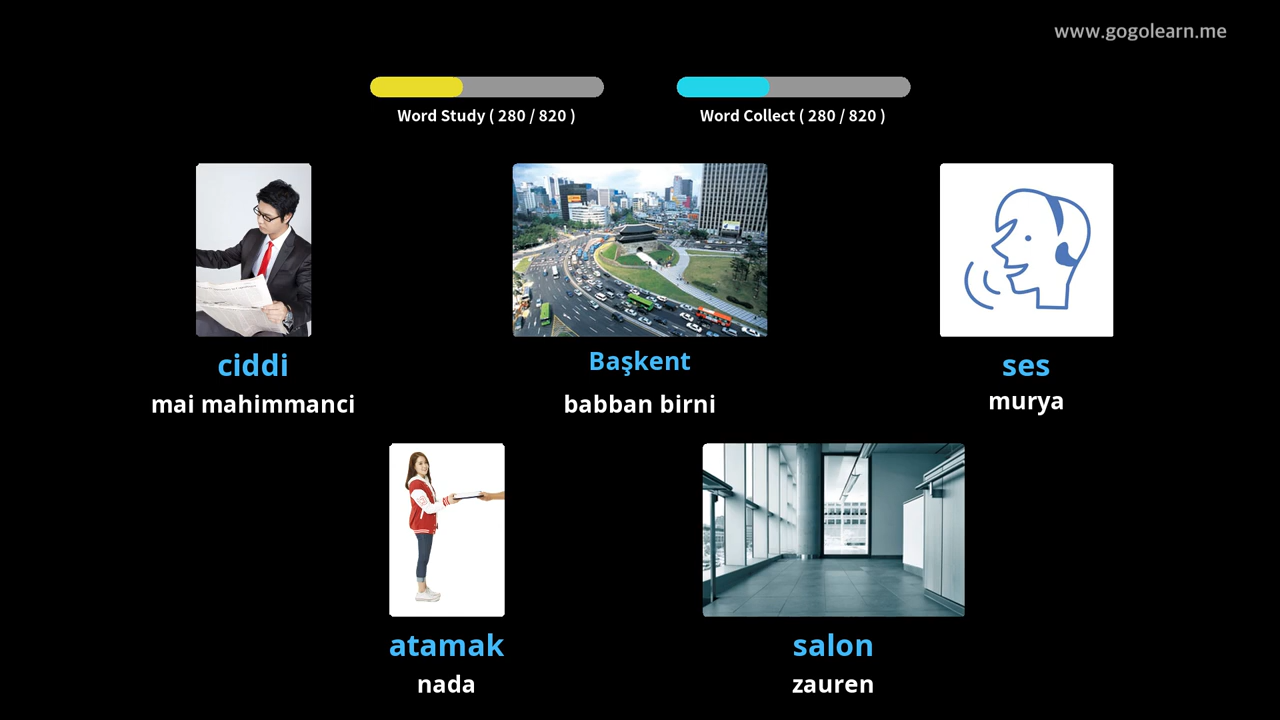 www.gogolearn.me
Word Study ( 280 / 820 )
Word Collect ( 280 / 820 )
ciddi
mai mahimmanci
Başkent
babban birni
ses
murya
atamak
nada
salon
zauren